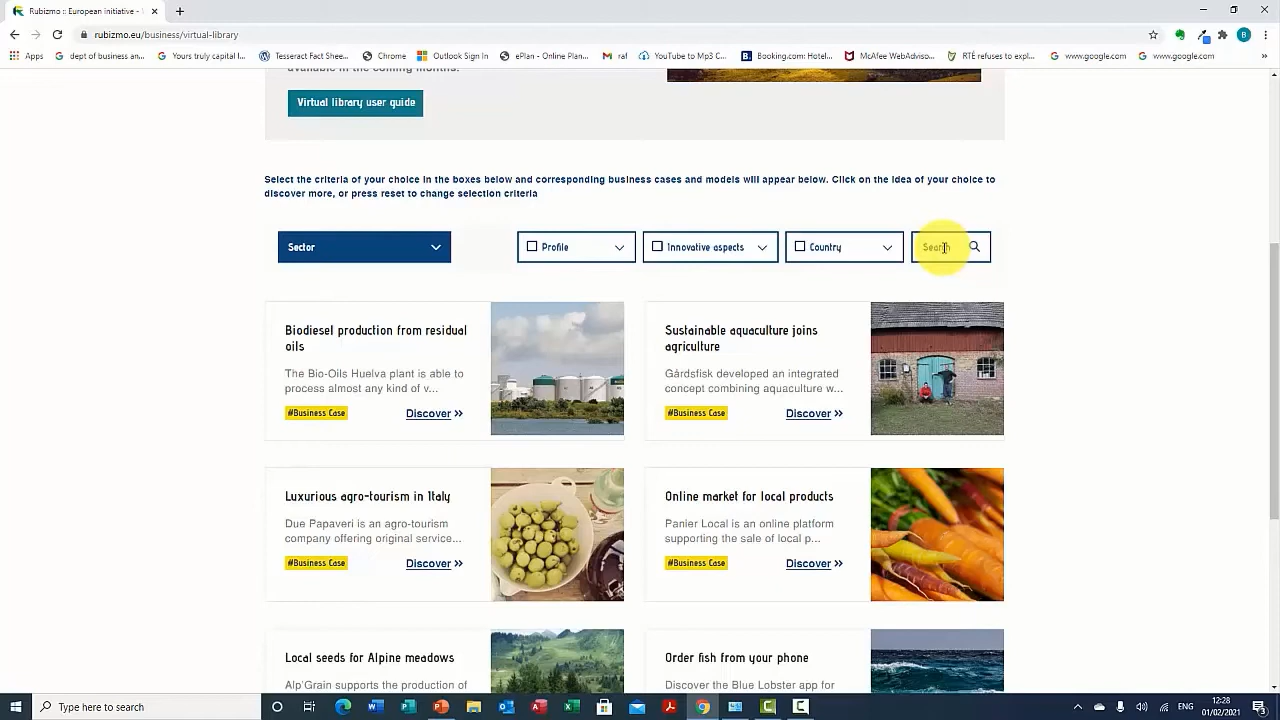 Rubizmo :: European Initiative -
rubizmo.eu/business/virtual-library
Apps
dept of business an...
Yours truly capital l...
Tesseract Fact Shee...
Chrome
Outlook Sign In
ePlan - Online Plan...
raf
YouTube to Mp3 C...
Booking.com: Hote...
McAfee WebAdviso...
RTÉ refuses to expl...
www.google.com
www.google.com
»
Virtual library user guide
Select the criteria of your choice in the boxes below and corresponding business cases and models will appear below. Click on the idea of your choice to
discover more, or press reset to change selection criteria
Sector
Profile
Innovative aspects
Country
Search
Biodiesel production from residual
oils
The Bio-Oils Huelva plant is able to
process almost any kind of v...
#Business Case
Discover »
Sustainable aquaculture joins
agriculture
Gårdsfisk developed an integrated
concept combining aquaculture w...
#Business Case
Discover »
Luxurious agro-tourism in Italy
Due Papaveri is an agro-tourism
company offering original service...
#Business Case
Discover »
Online market for local products
Panier Local is an online platform
supporting the sale of local p...
#Business Case
Discover »
Local seeds for Alpine meadows
Grain supports the production of
Order fish from your phone
Discover Blue Lobster app for
Type here to search
ENG
12:28
01/02/2021